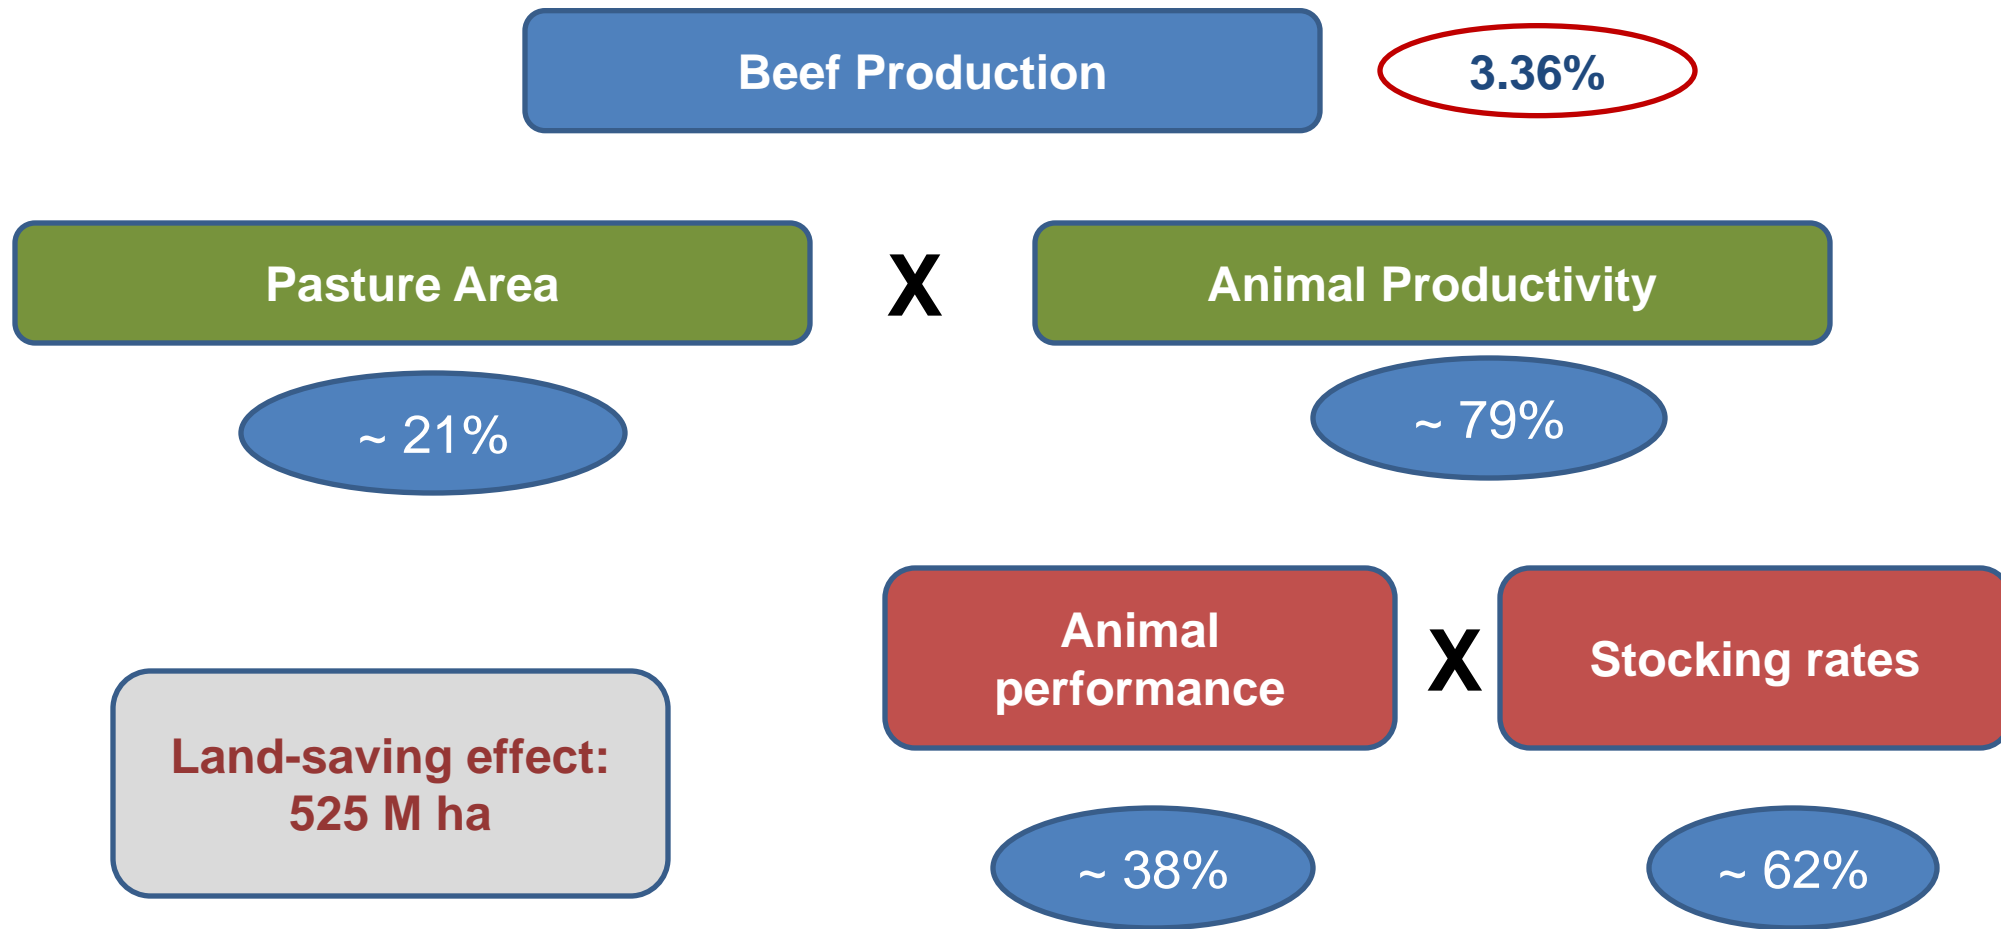 Beef Production
3.36%
Pasture Area
X
Animal Productivity
~ 21%
~ 79%
Animal
performance
X
Stocking rates
Land-saving effect:
525 M ha
~ 38%
~ 62%